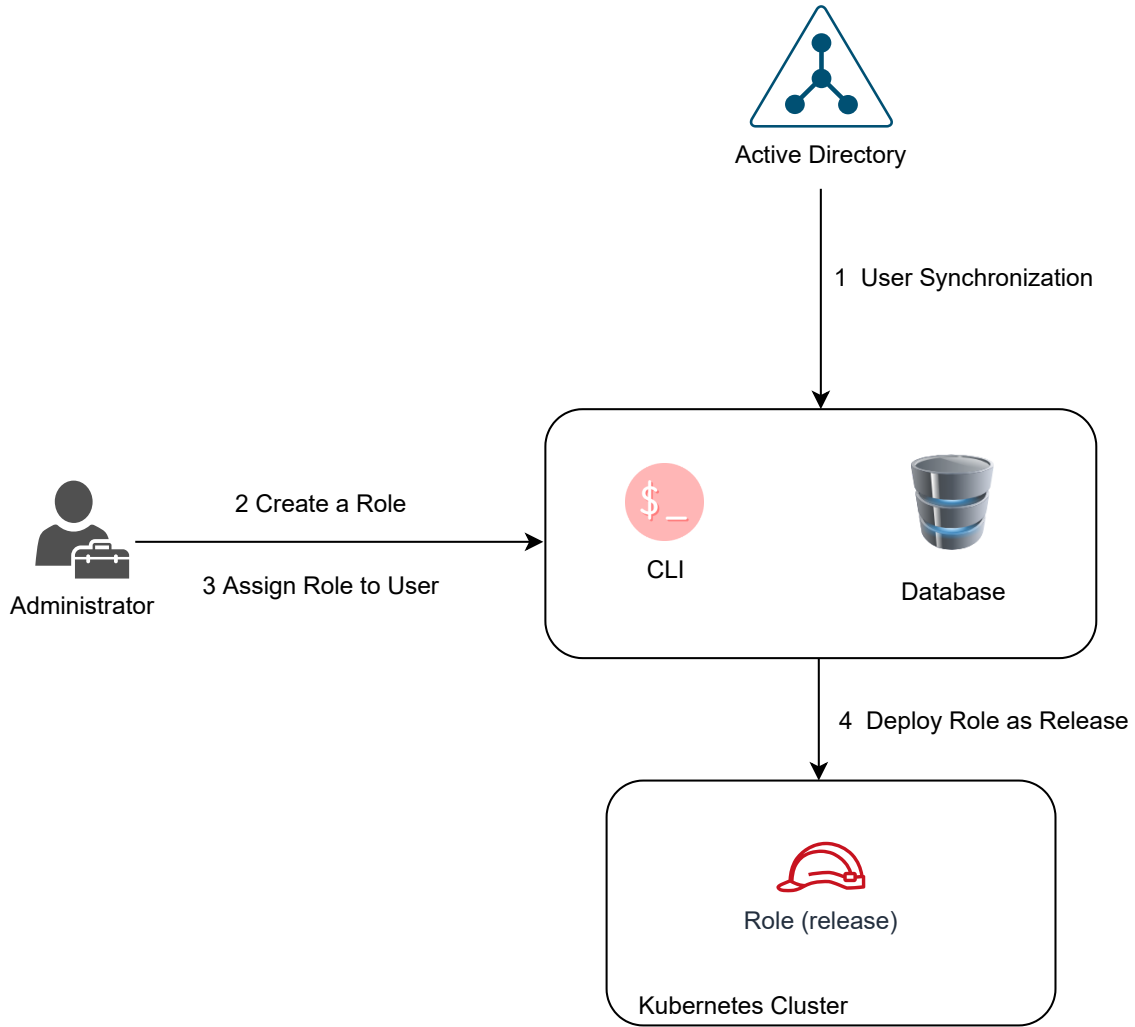 Active Directory
1 User Synchronization
2 Create a Role
$_
CLI
3 Assign Role to User
Database
Administrator
4 Deploy Role as Release
Role (release)
Kubernetes Cluster